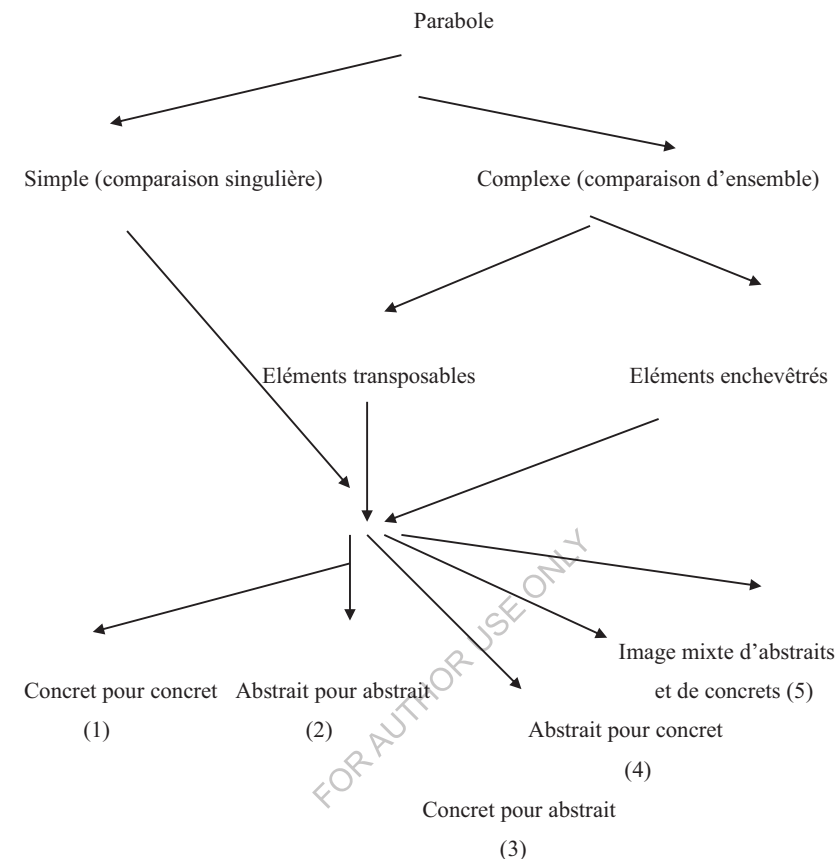 Parabole
Simple (comparaison singulière)
Complexe (comparaison d’ensemble)
Eléments transposables
Eléments enchevêtrés
Image mixte d’abstraits
et de concrets (5)
Concret pour concret
(1)
Abstrait pour abstrait
(2)
Abstrait pour concret
(4)
Concret pour abstrait
(3)
FOR AUTHOR USE ONLY